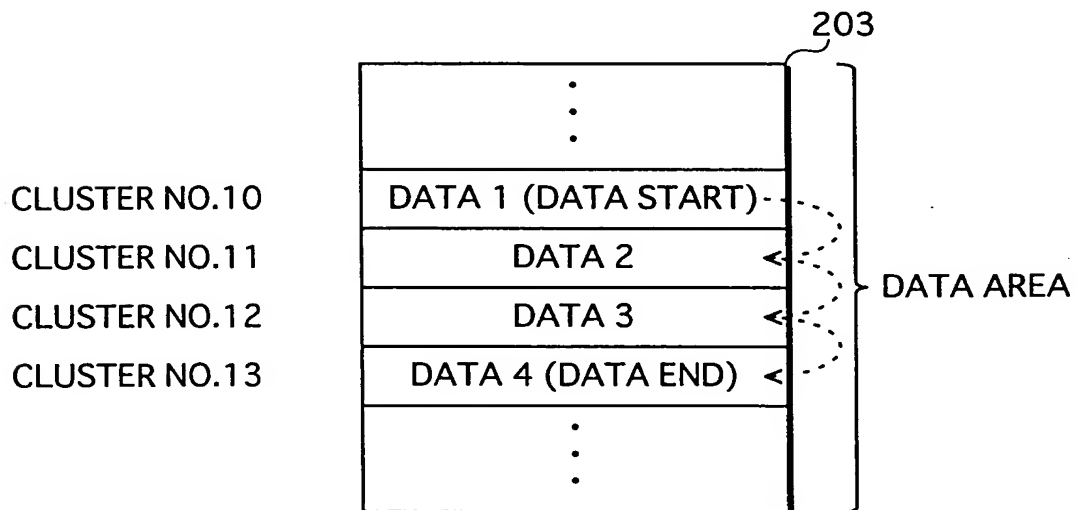 203
CLUSTER NO.10 DATA 1 (DATA START)
CLUSTER NO.11 DATA 2
DATA AREA
CLUSTER NO.12 DATA 3
CLUSTER NO.13 DATA 4 (DATA END)